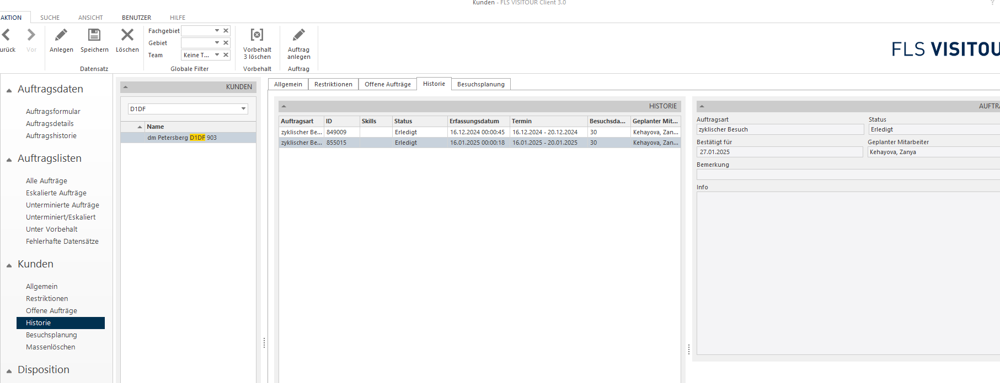 Kunden - FLS VISITOUR Client 3.0
?
AKTION SUCHE ANSICHT BENUTZER HILFE
urück Vor
Anlegen Speichern Löschen
Datensatz
Fachgebiet
Gebiet
Team Keine T...
Globale Filter
Vorbehalt
3 löschen
Vorbehalt
Auftrag
anlegen
Auftrag
FLS VISITOU
Auftragsdaten
Auftragsformular
Auftragsdetails
Auftragshistorie
Auftragslisten
Alle Aufträge
Eskalierte Aufträge
Unterminierte Aufträge
Unterminiert/Eskaliert
Unter Vorbehalt
Fehlerhafte Datensätze
Kunden
Allgemein
Restriktionen
Offene Aufträge
Historie
Besuchsplanung
Massenlöschen
Disposition
KUNDEN
D1DF
Name
dm Petersberg D1DF 903
Allgemein Restriktionen Offene Aufträge Historie Besuchsplanung
HISTORIE
Auftragsart ID Skills Status Erfassungsdatum Termin Besuchsda... Geplanter Mit...
zyklischer Be... 849009 Erledigt 16.12.2024 00:00:45 16.12.2024 - 20.12.2024 30 Kehayova, Zan...
zyklischer Be... 855015 Erledigt 16.01.2025 00:00:18 16.01.2025 - 20.01.2025 30 Kehayova, Zan...
AUFTRA
Auftragsart Status
zyklischer Besuch Erledigt
Bestätigt für Geplanter Mitarbeiter
27.01.2025 Kehayova, Zanya
Bemerkung
Info